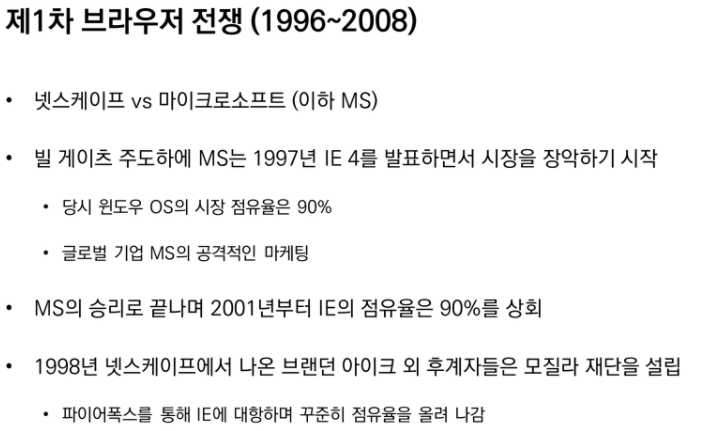 제1차 브라우저 전쟁 (1996~2008)
• 넷스케이프 vs 마이크로소프트 (이하 MS)
• 빌 게이츠 주도하에 MS는 1997년 IE 4를 발표하면서 시장을 장악하기 시작
• 당시 윈도우 OS의 시장 점유율은 90%
• 글로벌 기업 MS의 공격적인 마케팅
• MS의 승리로 끝나며 2001년부터 IE의 점유율은 90%를 상회
• 1998년 넷스케이프에서 나온 브랜던 아이크 외 후계자들은 모질라 재단을 설립
• 파이어폭스를 통해 IE에 대항하며 꾸준히 점유율을 올려 나감